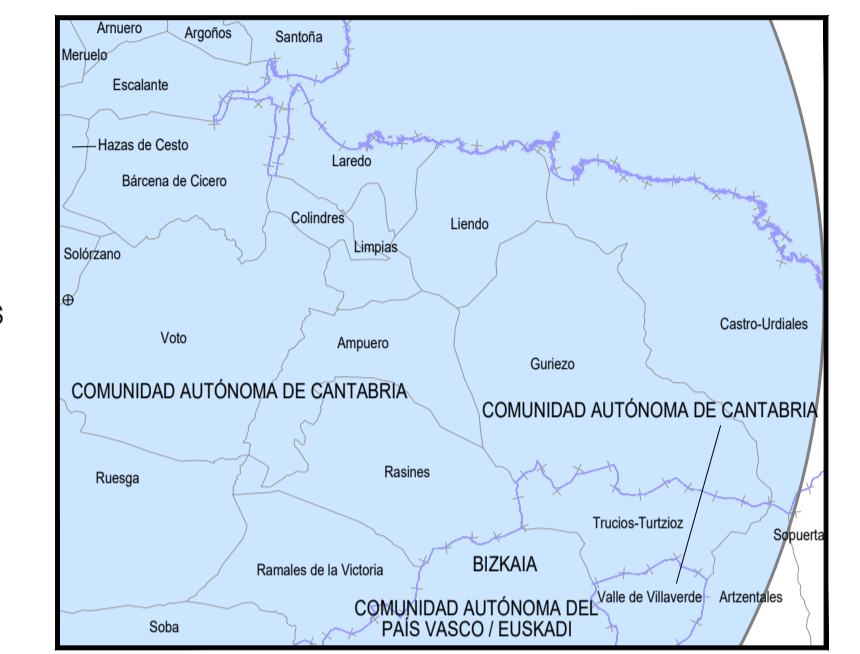 Arnuero
Argoños
Santoña
Meruelo
Escalante
Hazas de Cesto
Laredo
Bárcena de Cicero
Colindres
Liendo
Limpias
Solórzano
S
Castro-Urdiales
Voto
Ampuero
Guriezo
COMUNIDAD AUTÓNOMA DE CANTABRIA
COMUNIDAD AUTÓNOMA DE CANTABRIA
Rasines
Ruesga
Trucios-Turtzioz
Sopuerta
BIZKAIA
Ramales de la Victoria
Valle de Villaverde
Artzentales
COMUNIDAD AUTÓNOMA DEL
PAÍS VASCO / EUSKADI
Soba